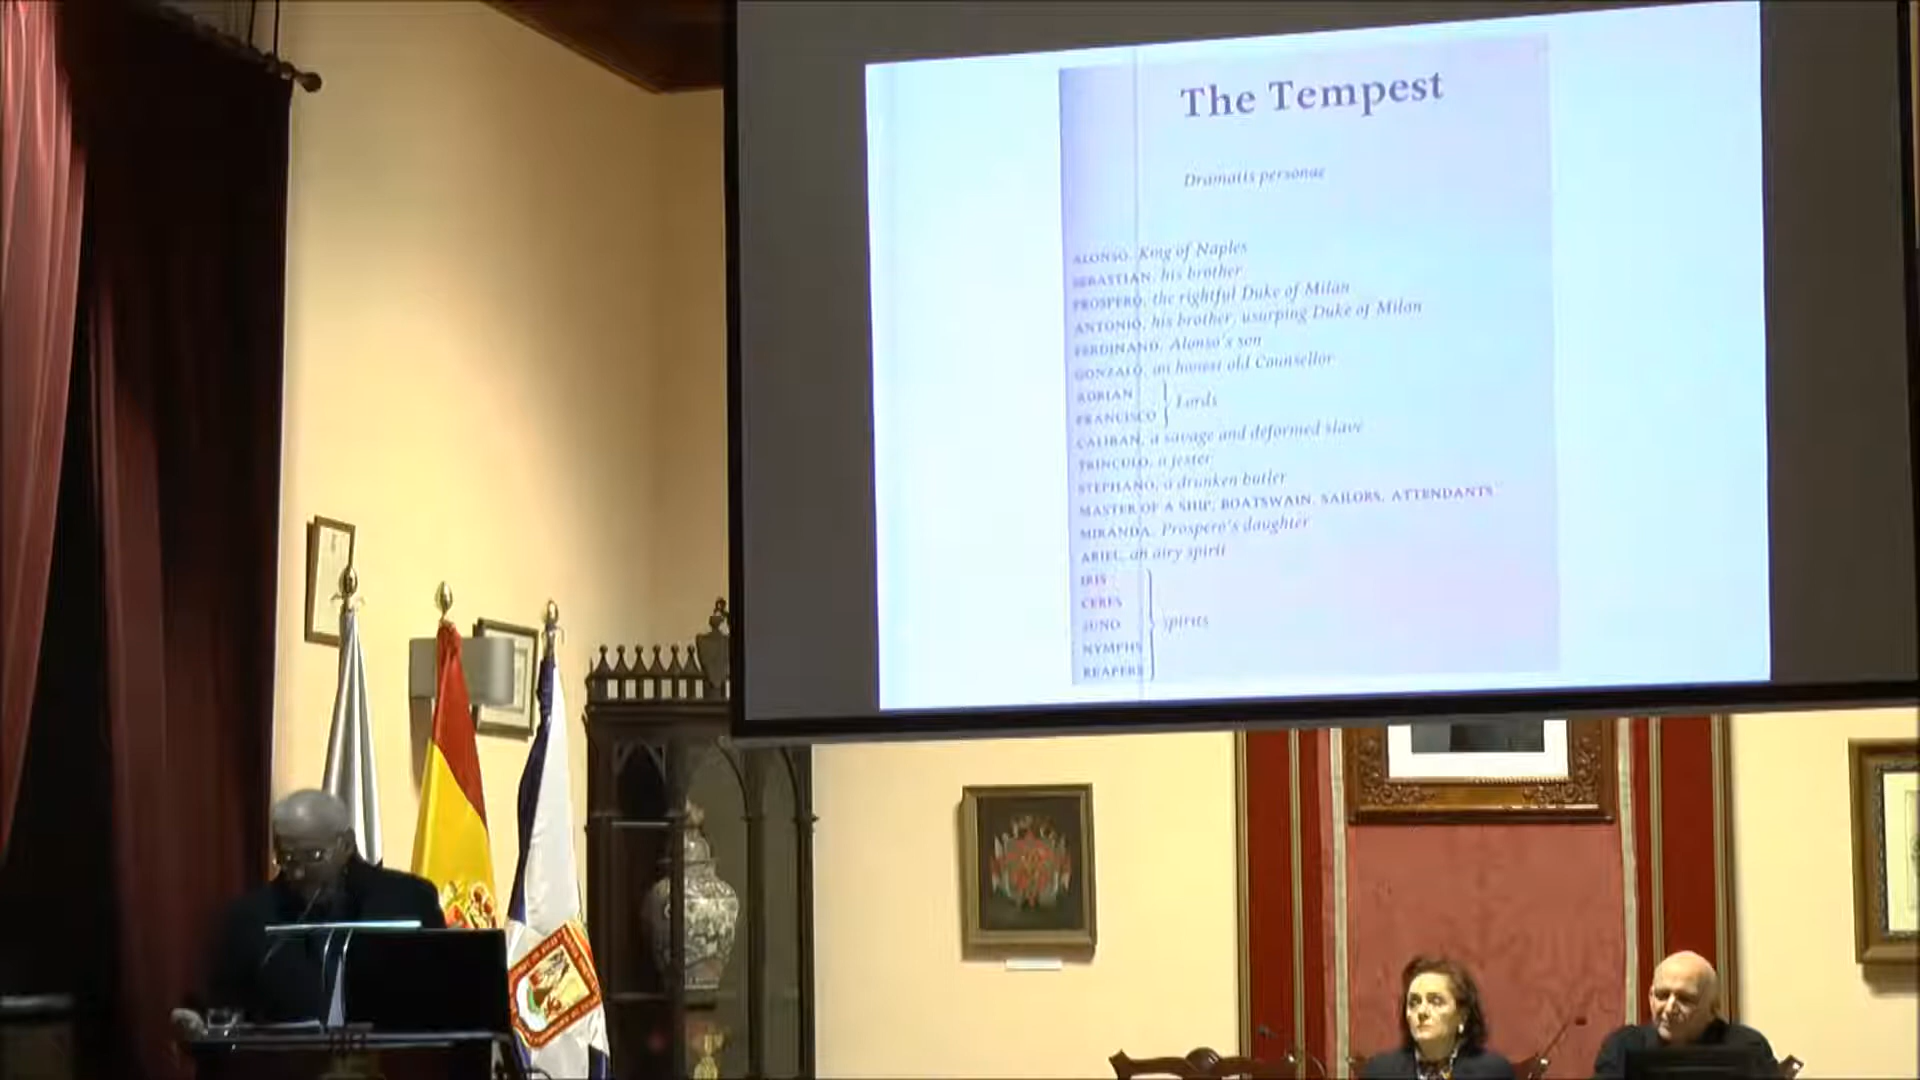 The Tempest
Dramatis personae
ALONSO, King of Naples
SEBASTIAN, his brother
PROSPERO, the rightful Duke of Milan
ANTONIO, his brother, usurping Duke of Milan
FERDINAND, Alonso's son
GONZALO, an honest old Counsellor
ADRIAN
FRANCISCO
Lords
CALIBAN, a savage and deformed slave
TRINCULO, a jester
STEPHANO, a drunken butler
MASTER OF A SHIP, BOATSWAIN, SAILORS, ATTENDANTS
MIRANDA, Prospero's daughter
ARIEL, an airy spirit
IRIS
CERES
JUNO
NYMPHS
REAPERS
spirits